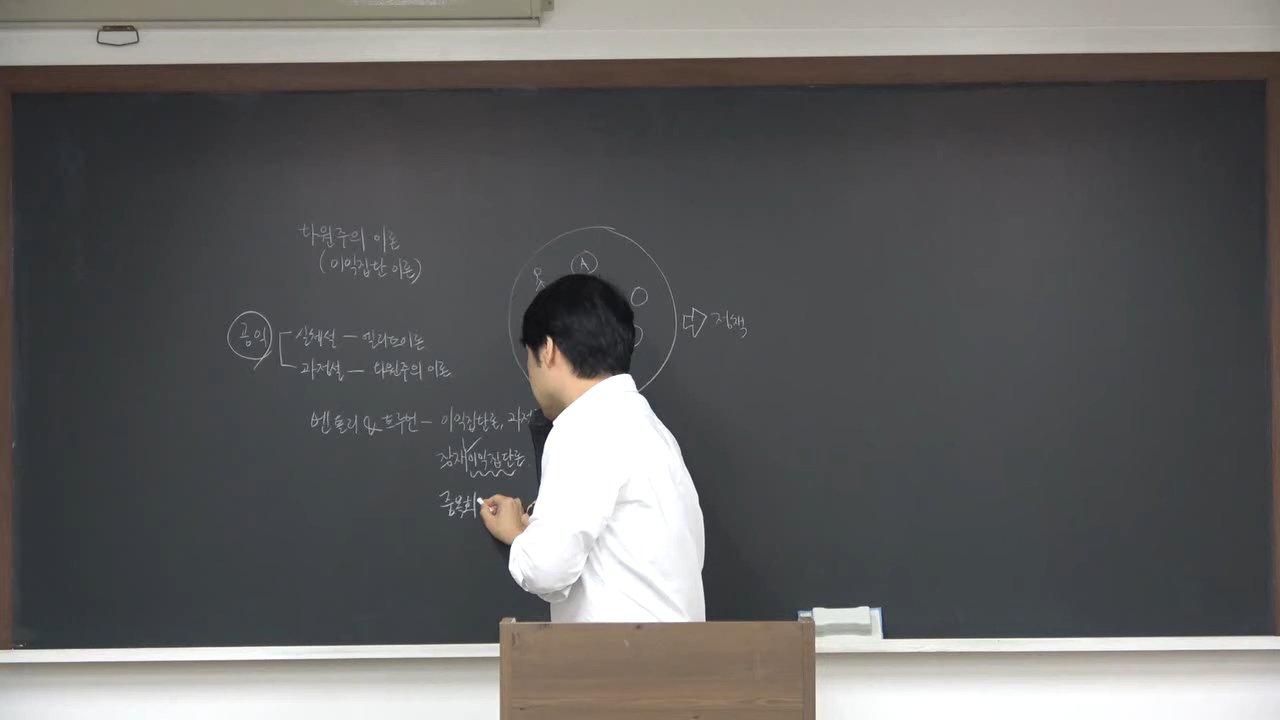 다원주의 이론
(이익집단 이론)
공익
실체설 — 엘리트이론
과정설 — 다원주의 이론
벤틀리 & 트루먼 — 이익집단론, 과정
잠재이익집단론
중복회
A
정책